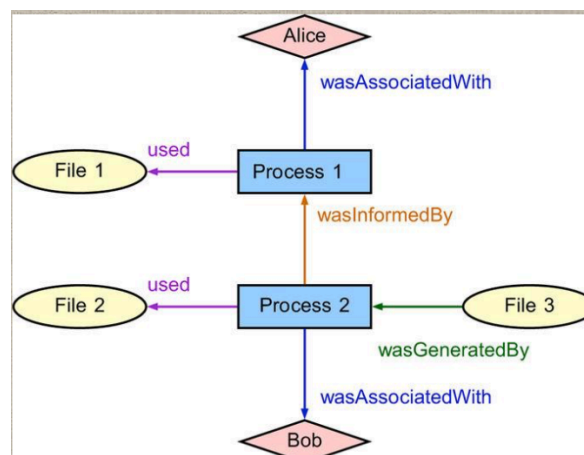 Alice
wasAssociatedWith
used
File 1
Process 1
wasInformedBy
used
File 2
Process 2
File 3
wasGeneratedBy
wasAssociatedWith
Bob